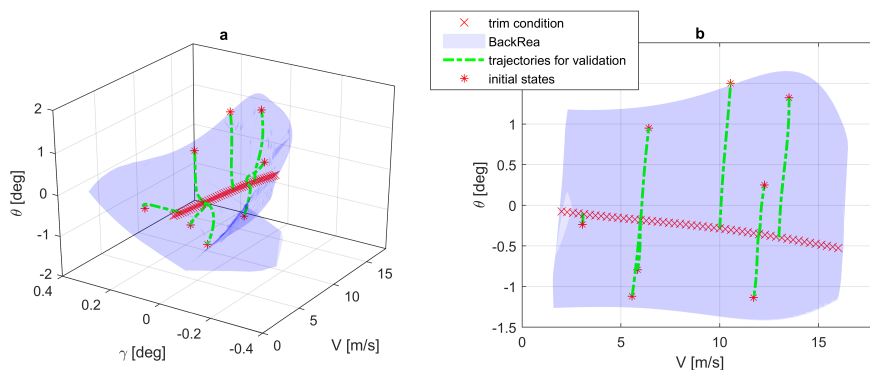 a
b
trim condition
BackRea
trajectories for validation
initial states
2
1
0
-1
-2
θ [deg]
0.4
0.2
0
-0.2
-0.4
γ [deg]
0
5
10
15
V [m/s]
1
0.5
0
-0.5
-1
-1.5
θ [deg]
0
5
10
15
V [m/s]